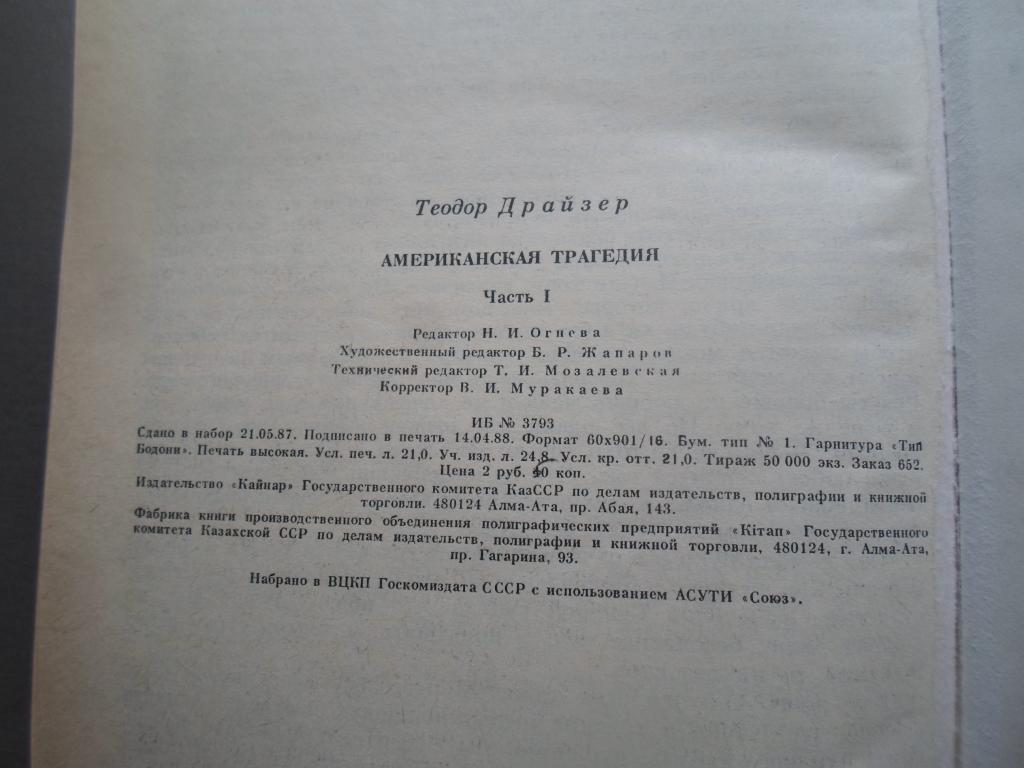 Теодор Драйзер
АМЕРИКАНСКАЯ ТРАГЕДИЯ
Часть I
Редактор Н. И. Огнева
Художественный редактор Б. Р. Жапаров
Технический редактор Т. И. Мозалевская
Корректор В. И. Муракаева
ИБ № 3793
Сдано в набор 21.05.87. Подписано в печать 14.04.88. Формат 60х901/16. Бум. тип № 1. Гарнитура «Тип
Бодони». Печать высокая. Усл. печ. л. 21,0. Уч. изд. л. 24,8. Усл. кр. отт. 21,0. Тираж 50 000 экз. Заказ 652.
Цена 2 руб. коп.
Издательство «Кайнар» Государственного комитета КазССР по делам издательств, полиграфии и книжной
торговли. 480124 Алма-Ата, пр. Абая, 143.
Фабрика книги производственного объединения полиграфических предприятий «Кітап» Государственного
комитета Казахской ССР по делам издательств, полиграфии и книжной торговли, 480124, г. Алма-Ата,
пр. Гагарина, 93.
Набрано в ВЦКП Госкомиздата СССР с использованием АСУТИ «Союз».